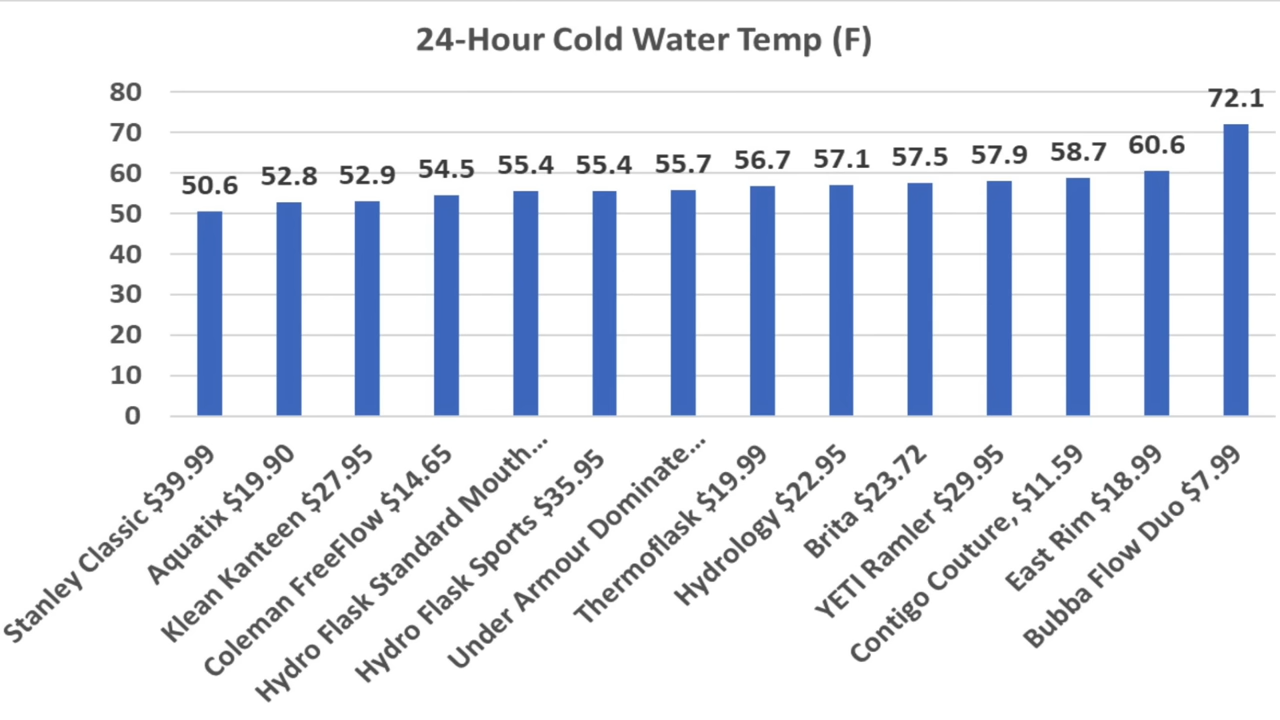 24-Hour Cold Water Temp (F)
80
70
60
50
40
30
20
10
0
50.6
52.8
52.9
54.5
55.4
55.4
55.7
56.7
57.1
57.5
57.9
58.7
60.6
72.1
Stanley Classic $39.99
Aquatix $19.90
Klean Kanteen $27.95
Coleman FreeFlow $14.65
Hydro Flask Standard Mouth...
Hydro Flask Sports $35.95
Under Armour Dominate...
Thermoflask $19.99
Hydrology $22.95
Brita $23.72
YETI Ramler $29.95
Contigo Couture, $11.59
East Rim $18.99
Bubba Flow Duo $7.99